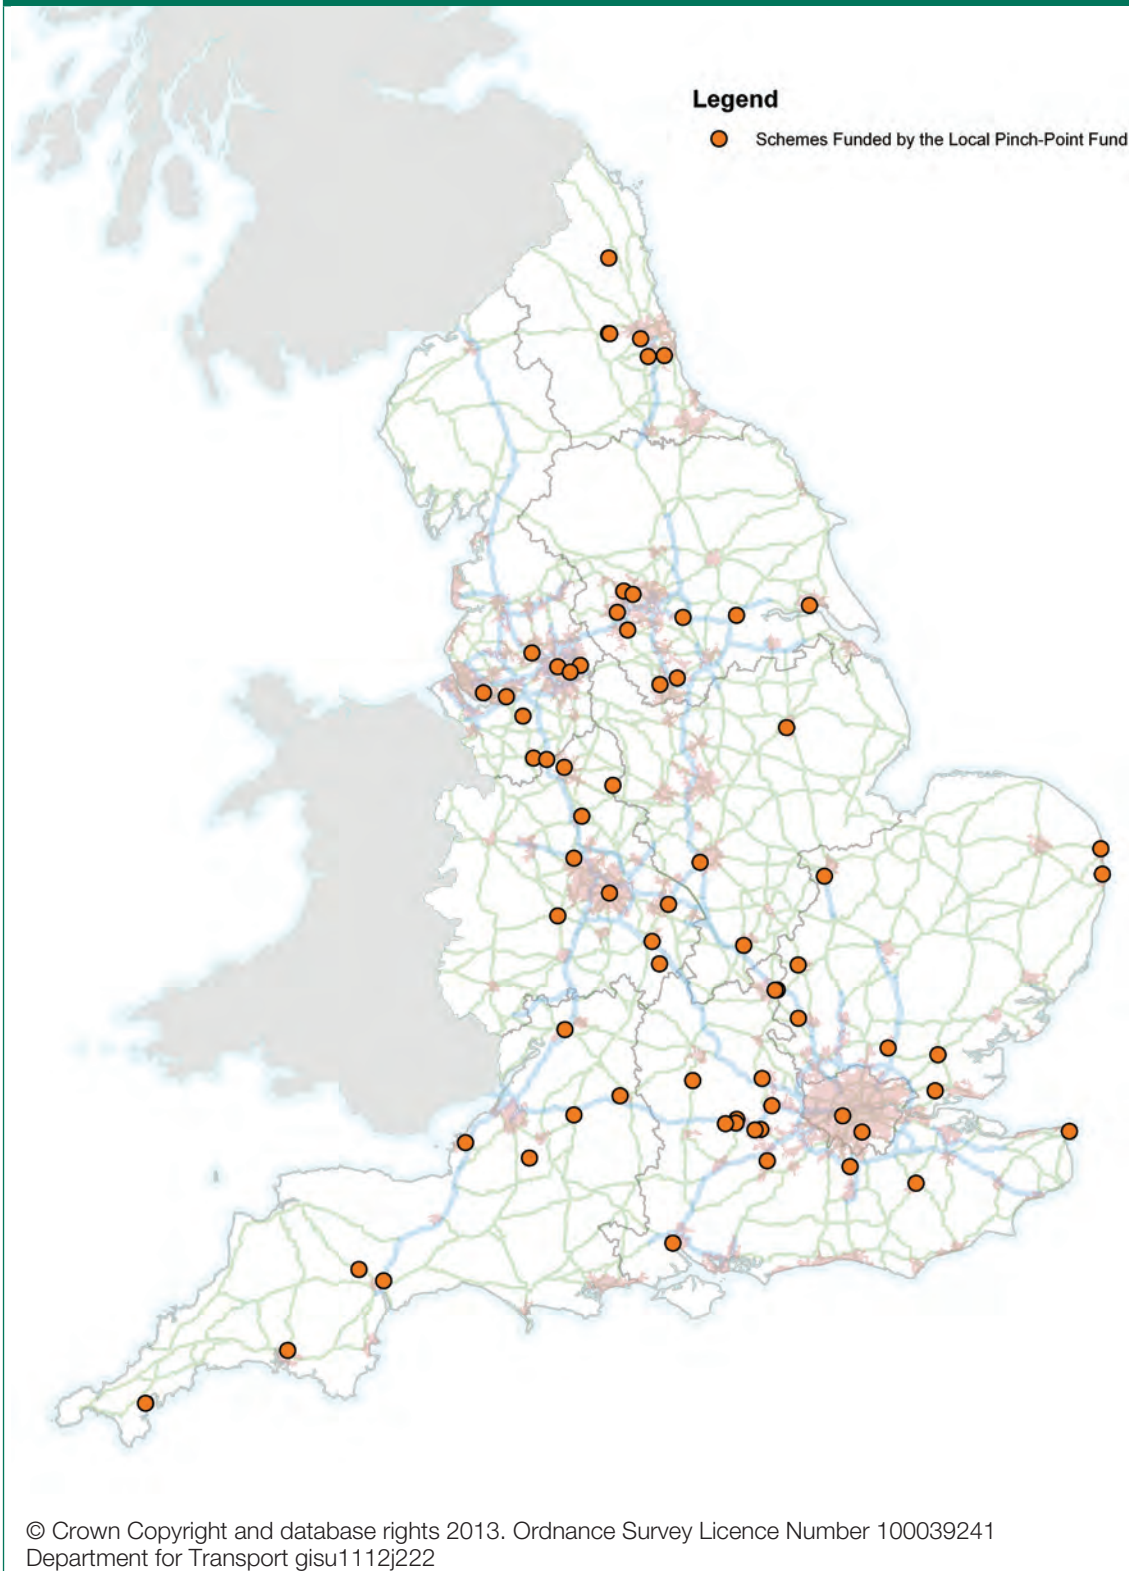 Legend
Schemes Funded by the Local Pinch-Point Fund
© Crown Copyright and database rights 2013. Ordnance Survey Licence Number 100039241
Department for Transport gisu1112j222